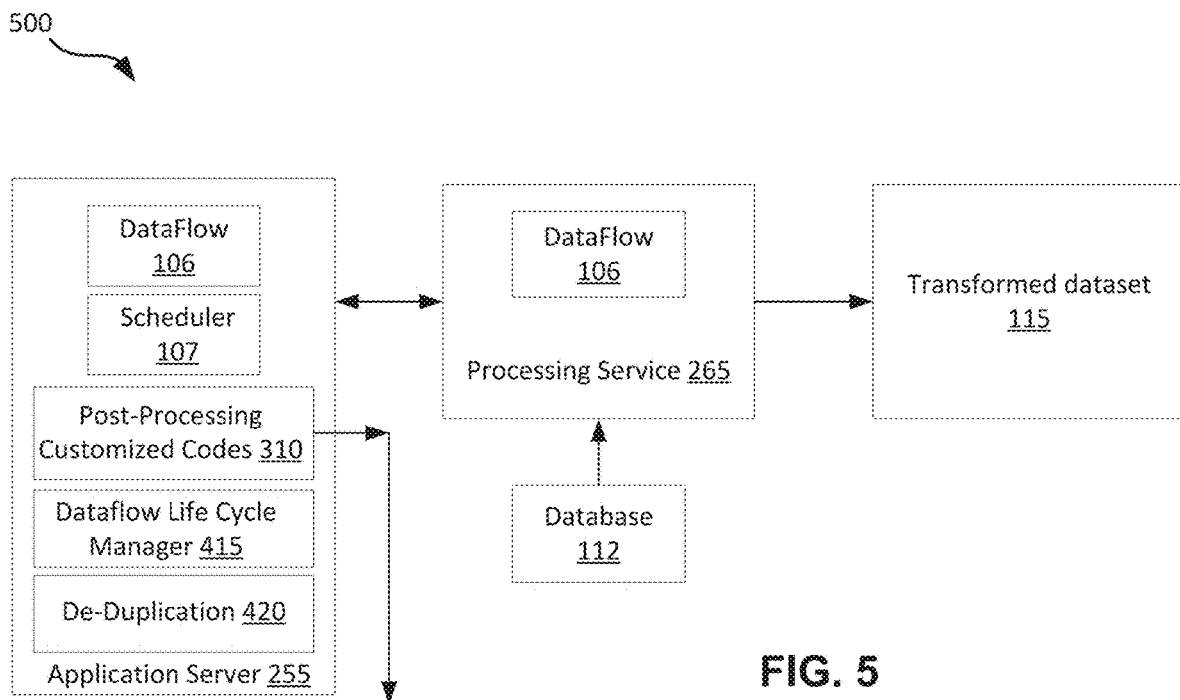 500
DataFlow
106
Scheduler
107
Post-Processing
Customized Codes 310
Dataflow Life Cycle
Manager 415
De-Duplication 420
Application Server 255
DataFlow
106
Processing Service 265
Database
112
Transformed dataset
115
FIG. 5